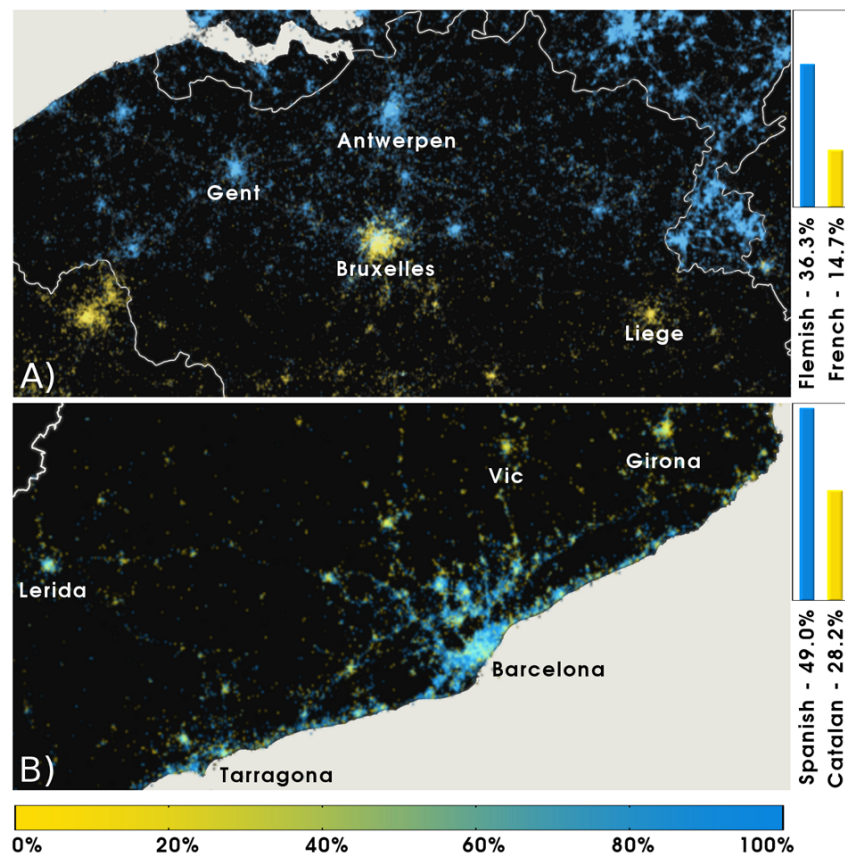 Antwerpen
Gent
Bruxelles
Liege
A)
Flemish - 36.3%
French - 14.7%
Girona
Vic
Lerida
Barcelona
Tarragona
B)
Spanish - 49.0%
Catalan - 28.2%
0% 20% 40% 60% 80% 100%